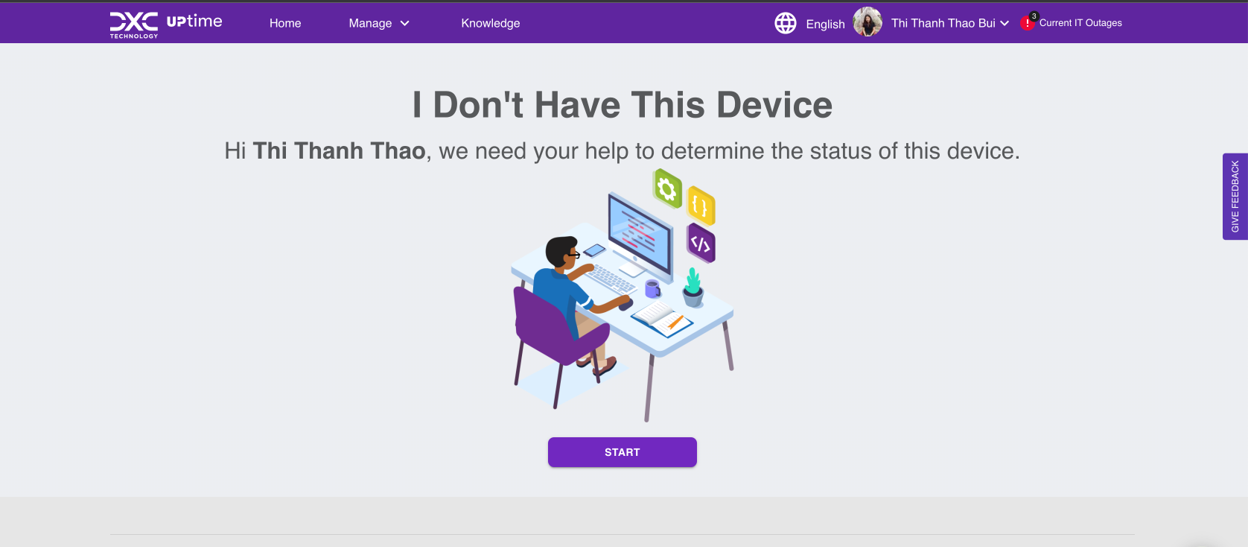 DXC TECHNOLOGY UPtime
Home
Manage
Knowledge
English
Thi Thanh Thao Bui
! 3
Current IT Outages
I Don't Have This Device
Hi Thi Thanh Thao, we need your help to determine the status of this device.
GIVE FEEDBACK
{ }
</>
START